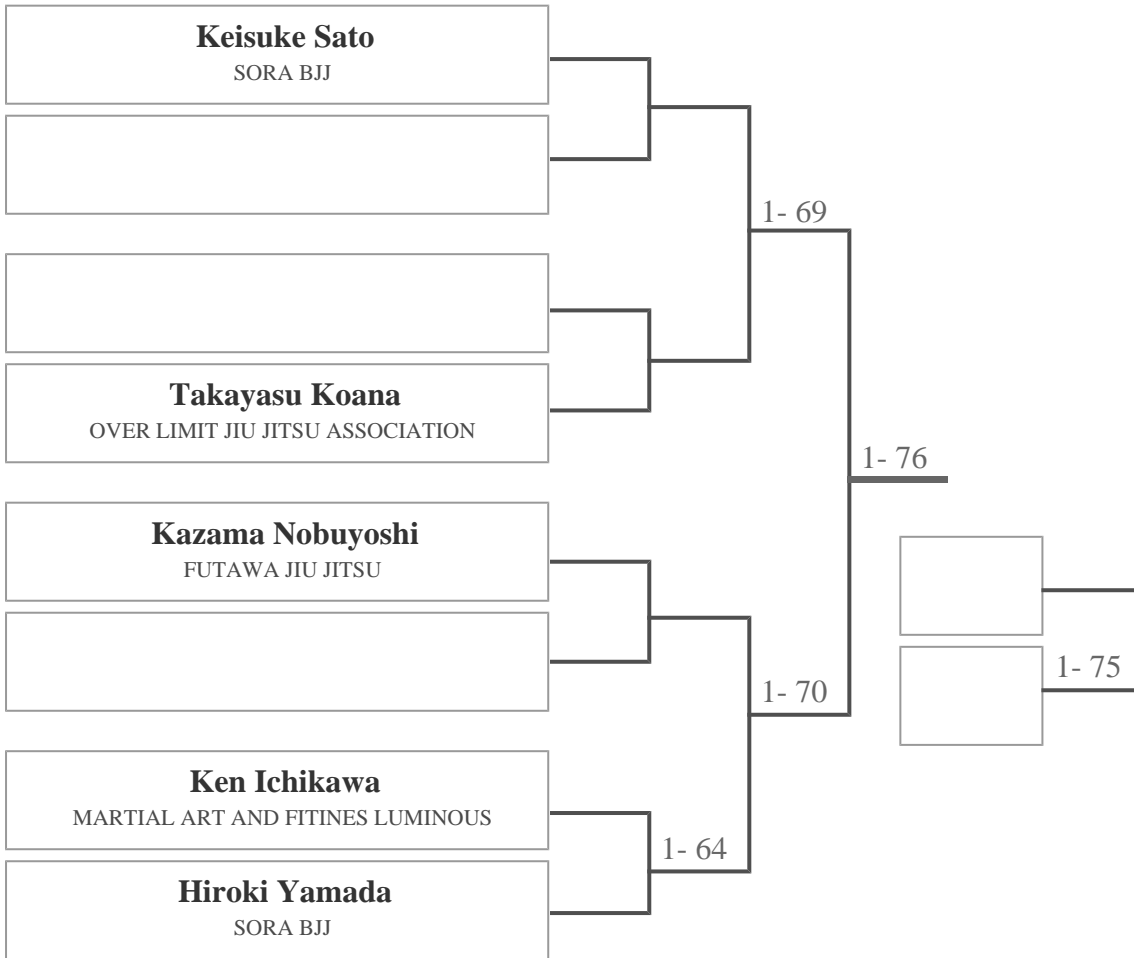 Keisuke Sato
SORA BJJ
1- 69
Takayasu Koana
OVER LIMIT JIU JITSU ASSOCIATION
1- 76
Kazama Nobuyoshi
FUTAWA JIU JITSU
1- 75
1- 70
Ken Ichikawa
MARTIAL ART AND FITINES LUMINOUS
1- 64
Hiroki Yamada
SORA BJJ